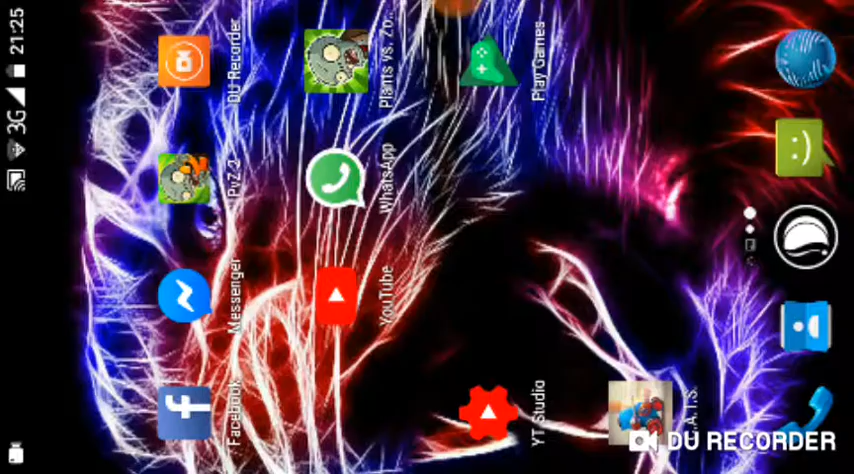 3G 21:25
Facebook
Messenger
PvZ 2
DU Recorder
YouTube
WhatsApp
Plants vs. Zo..
YT Studio
Play Games
.A.T.S.
DU RECORDER